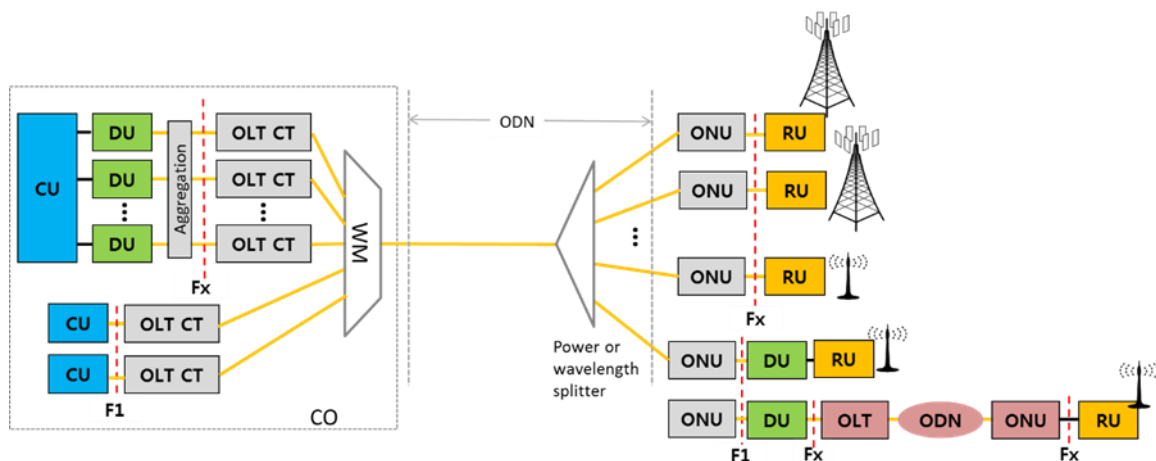 ODN
CU
DU
DU
DU
Aggregation
OLT CT
OLT CT
OLT CT
WM
Fx
CU
OLT CT
CU
OLT CT
F1
CO
Power or
wavelength
splitter
ONU
RU
ONU
RU
ONU
RU
Fx
ONU
DU
RU
ONU
DU
OLT
ODN
ONU
RU
F1
Fx
Fx